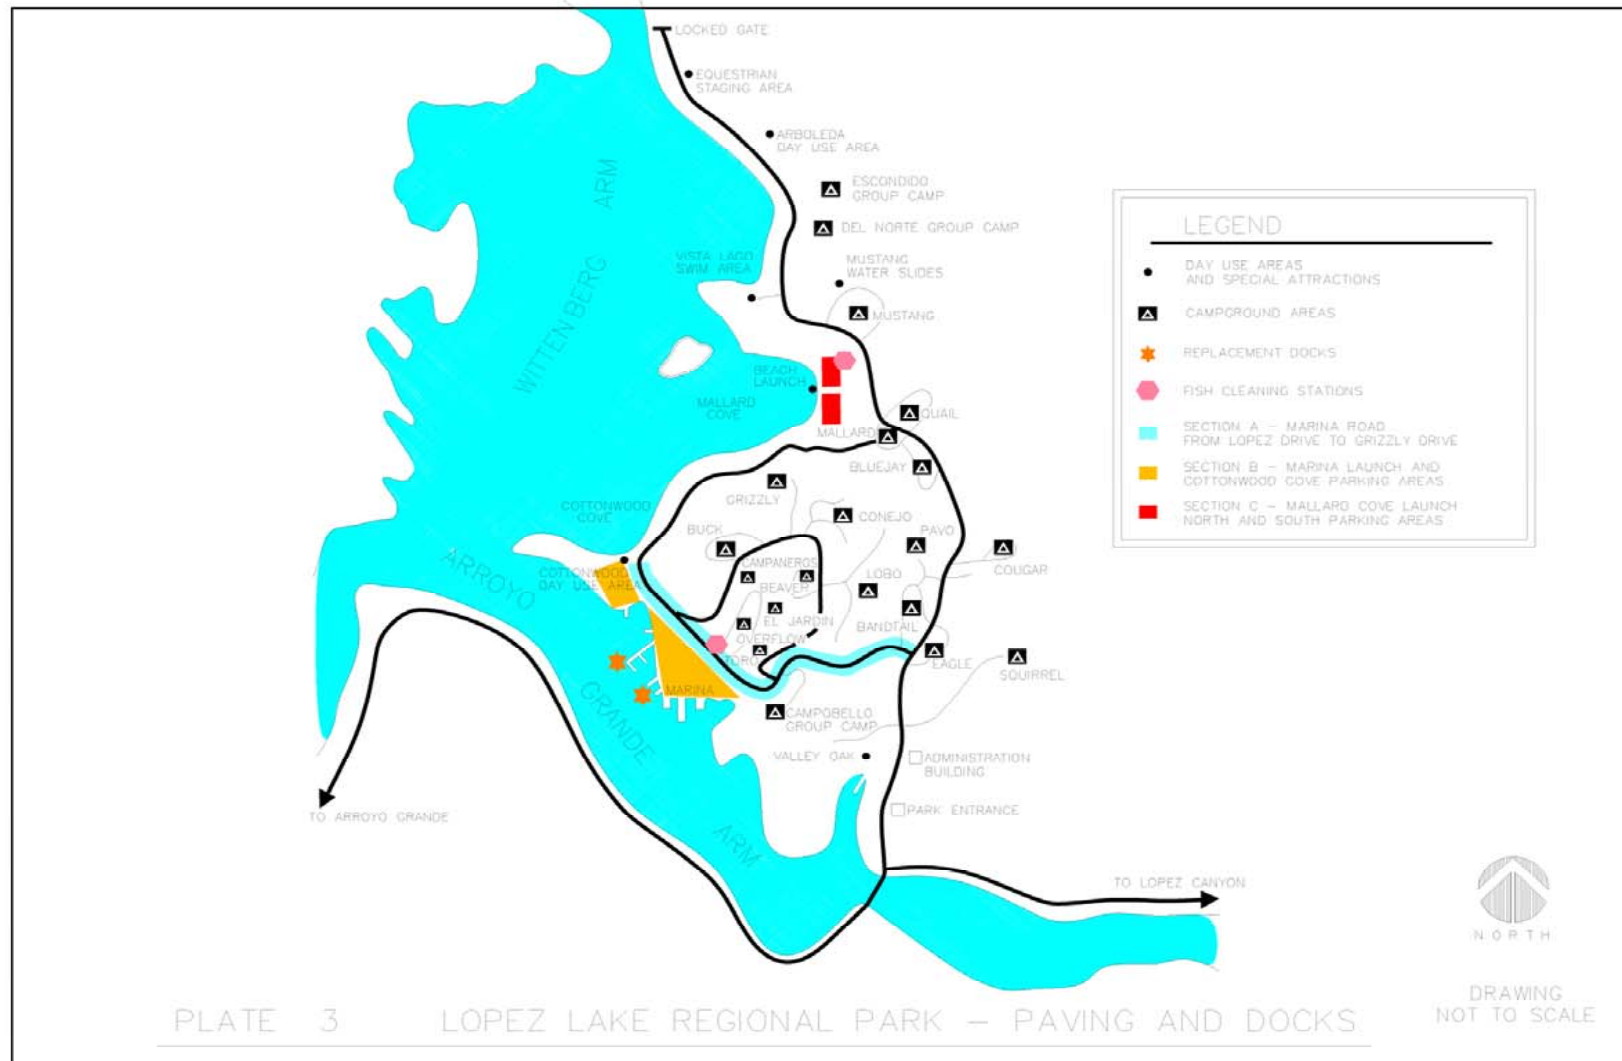 LOCKED GATE
EQUESTRIAN
STAGING AREA
ARBOLEDA
DAY USE AREA
ESCONDIDO
GROUP CAMP
DEL NORTE GROUP CAMP
VISTA LAGO
SWIM AREA
MUSTANG
WATER SLIDES
MUSTANG
WITTENBERG ARM
BEACH
LAUNCH
MALLARD
COVE
QUAIL
MALLARD
BLUEJAY
GRIZZLY
CONEJO
PAVO
COTTONWOOD
COVE
BUCK
CAMPANEROS
BEAVER
LOBO
COUGAR
COTTONWOOD
DAY USE AREA
EL JARDIN
BANDTAIL
OVERFLOW
TORO
EAGLE
SQUIRREL
MARINA
CAMPOBELLO
GROUP CAMP
VALLEY OAK
ADMINISTRATION
BUILDING
PARK ENTRANCE
ARROYO GRANDE ARM
TO ARROYO GRANDE
TO LOPEZ CANYON
LEGEND
DAY USE AREAS
AND SPECIAL ATTRACTIONS
CAMPGROUND AREAS
REPLACEMENT DOCKS
FISH CLEANING STATIONS
SECTION A - MARINA ROAD
FROM LOPEZ DRIVE TO GRIZZLY DRIVE
SECTION B - MARINA LAUNCH AND
COTTONWOOD COVE PARKING AREAS
SECTION C - MALLARD COVE LAUNCH
NORTH AND SOUTH PARKING AREAS
NORTH
DRAWING
NOT TO SCALE
PLATE 3 LOPEZ LAKE REGIONAL PARK - PAVING AND DOCKS